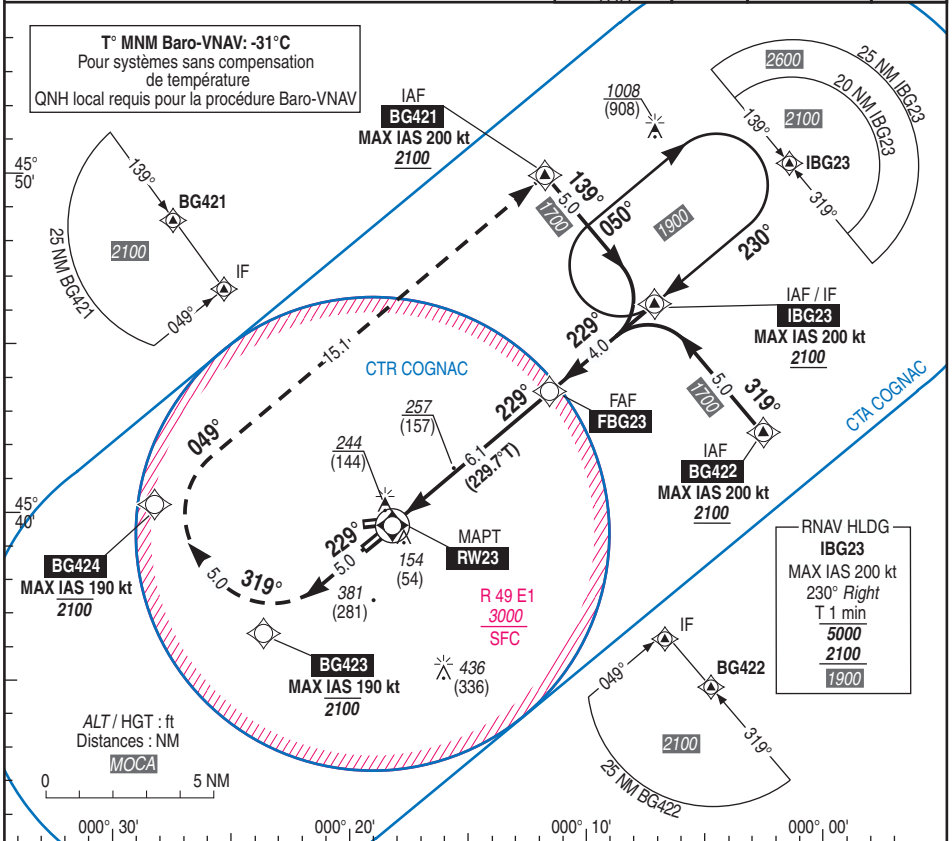 T° MNM Baro-VNAV: -31°C
Pour systèmes sans compensation
de température
QNH local requis pour la procédure Baro-VNAV
IAF
BG421
MAX IAS 200 kt
2100
1008
(908)
2600
25 NM IBG23
20 NM IBG23
2100
139°
IBG23
319°
45°
50'
139°
BG421
2100
IF
25 NM BG421
049°
139°
5.0
1700
050°
1900
230°
IAF / IF
IBG23
MAX IAS 200 kt
2100
229°
4.0
15.1
CTR COGNAC
FAF
FBG23
5.0
319°
1700
CTA COGNAC
IAF
BG422
MAX IAS 200 kt
2100
229°
257
(157)
6.1
(229.7°T)
244
(144)
049°
45°
40'
BG424
MAX IAS 190 kt
2100
MAPT
RW23
229°
5.0
154
(54)
319°
5.0
381
(281)
R 49 E1
3000
SFC
RNAV HLDG
IBG23
MAX IAS 200 kt
230° Right
T 1 min
5000
2100
1900
BG423
MAX IAS 190 kt
2100
436
(336)
IF
049°
BG422
2100
319°
25 NM BG422
ALT / HGT : ft
Distances : NM
MOCA
0 5 NM
000° 30'
000° 20'
000° 10'
000° 00'